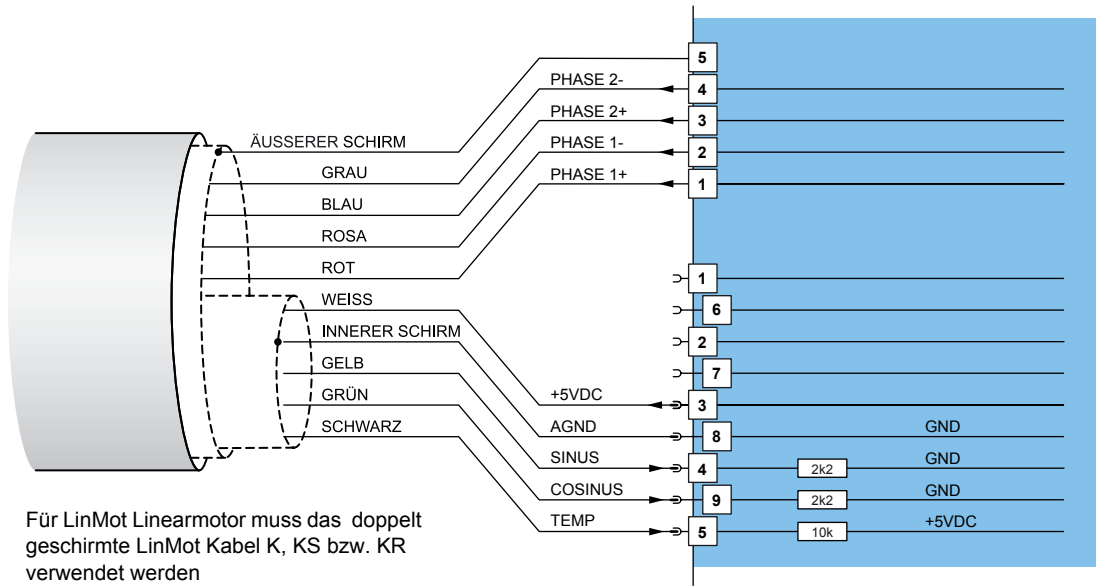 5
PHASE 2-
4
PHASE 2+
3
ÄUSSERER SCHIRM
PHASE 1-
2
GRAU
PHASE 1+
1
BLAU
ROSA
ROT
1
WEISS
6
INNERER SCHIRM
2
GELB
7
GRÜN
+5VDC
3
SCHWARZ
AGND
8
GND
SINUS
4
2k2
GND
COSINUS
9
2k2
GND
TEMP
5
10k
+5VDC
Für LinMot Linearmotor muss das doppelt
geschirmte LinMot Kabel K, KS bzw. KR
verwendet werden